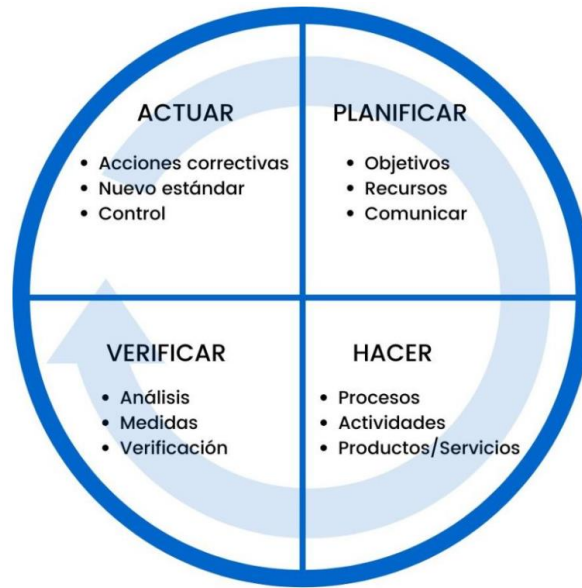 ACTUAR
• Acciones correctivas
• Nuevo estándar
• Control
PLANIFICAR
• Objetivos
• Recursos
• Comunicar
VERIFICAR
• Análisis
• Medidas
• Verificación
HACER
• Procesos
• Actividades
• Productos/Servicios